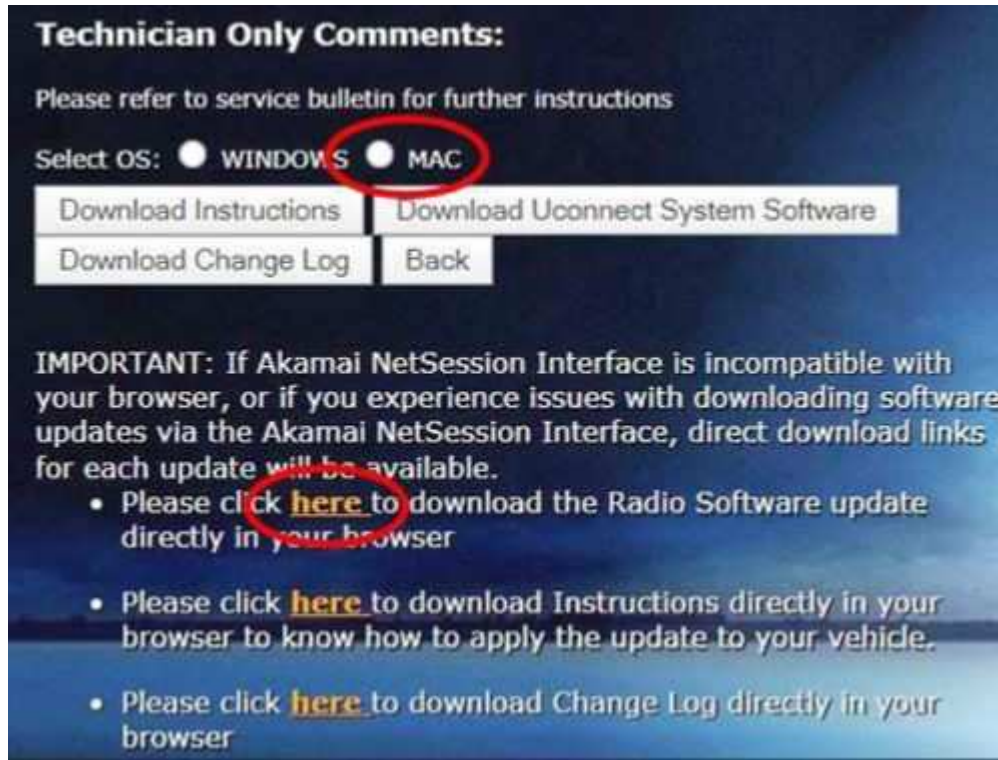 Technician Only Comments:
Please refer to service bulletin for further instructions
Select OS: WINDOWS MAC
Download Instructions Download Uconnect System Software
Download Change Log Back
IMPORTANT: If Akamai NetSession Interface is incompatible with
your browser, or if you experience issues with downloading software
updates via the Akamai NetSession Interface, direct download links
for each update will be available.
• Please click here to download the Radio Software update
directly in your browser
• Please click here to download Instructions directly in your
browser to know how to apply the update to your vehicle.
• Please click here to download Change Log directly in your
browser